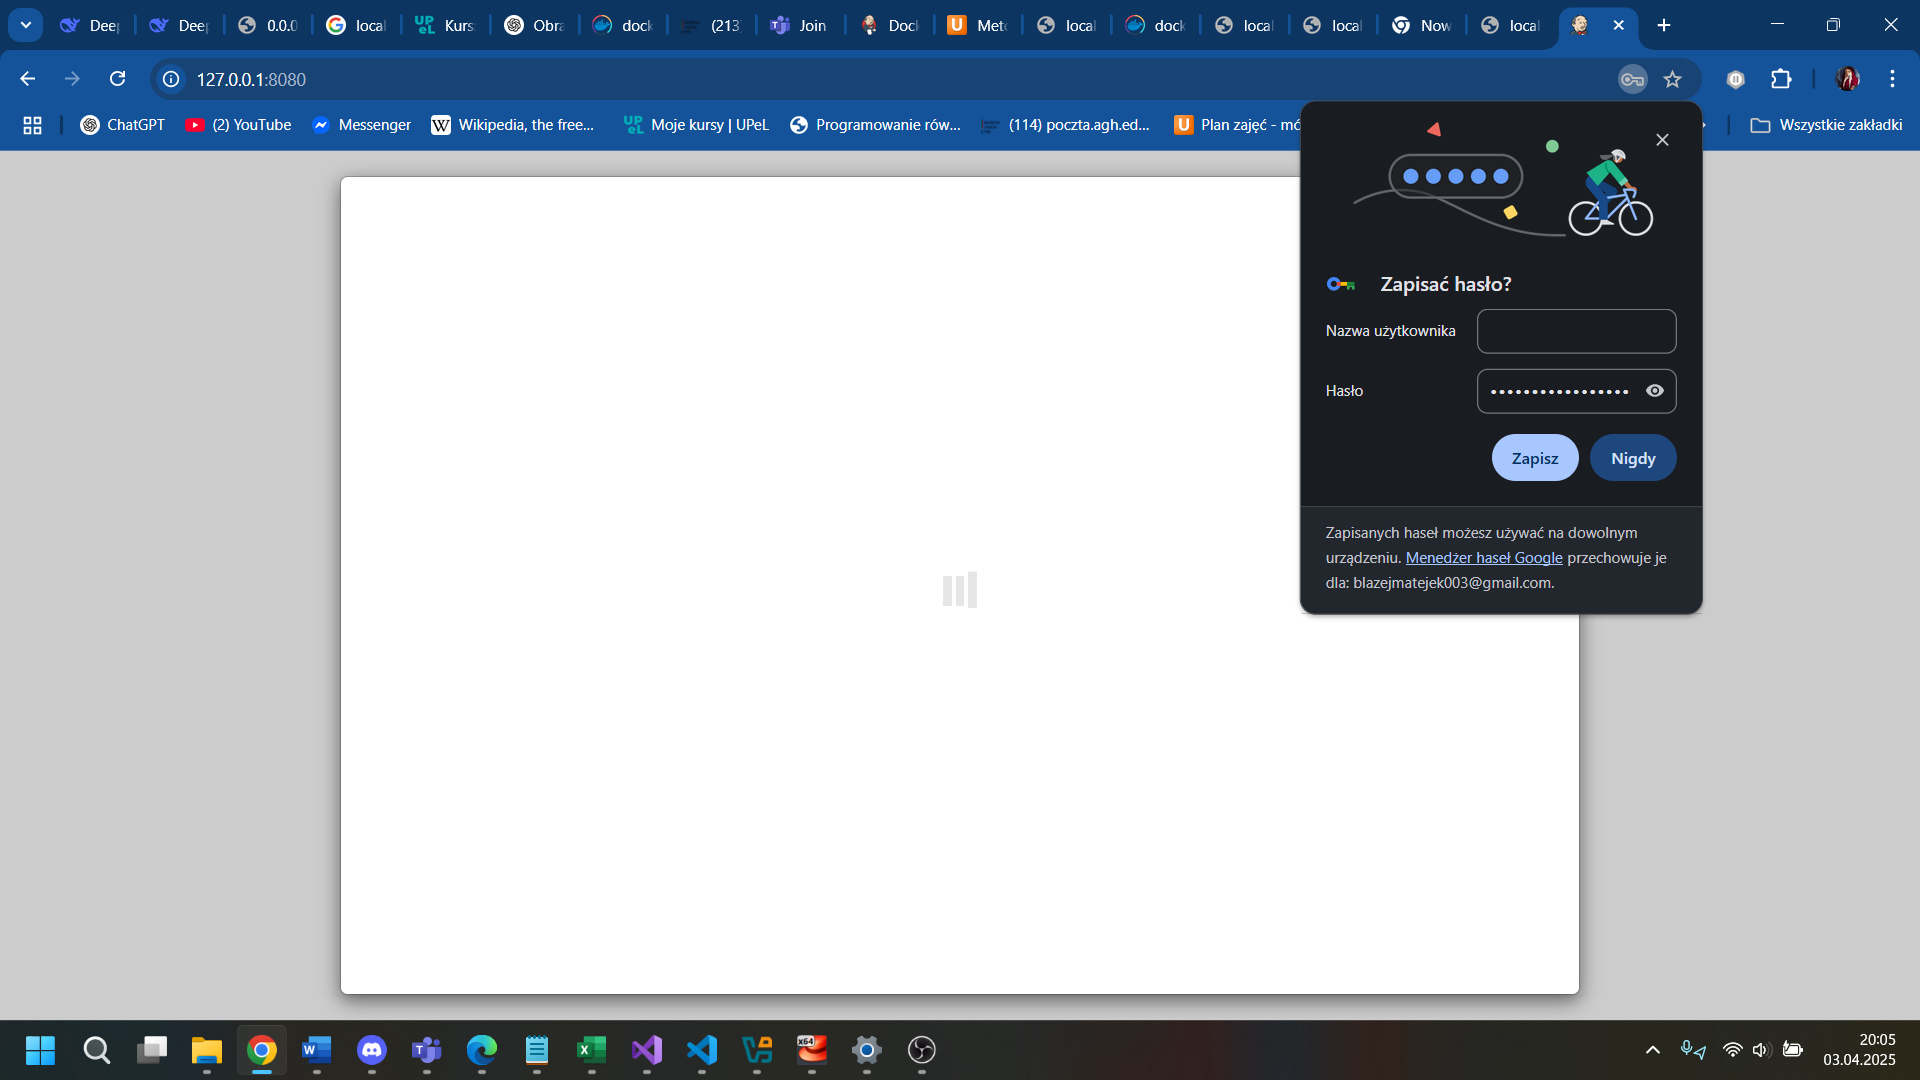 Deep
Deep
0.0.0
local
Kurs
Obra
dock
(213
Join
Dock
Meto
local
dock
local
local
Now
local
127.0.0.1:8080
ChatGPT
(2) YouTube
Messenger
Wikipedia, the free...
Moje kursy | UPeL
Programowanie rów...
(114) poczta.agh.ed...
Plan zajęć - mó
Wszystkie zakładki
Zapisać hasło?
Nazwa użytkownika
Hasło
Zapisz
Nigdy
Zapisanych haseł możesz używać na dowolnym
urządzeniu. Menedżer haseł Google przechowuje je
dla: blazejmatejek003@gmail.com.
20:05
03.04.2025